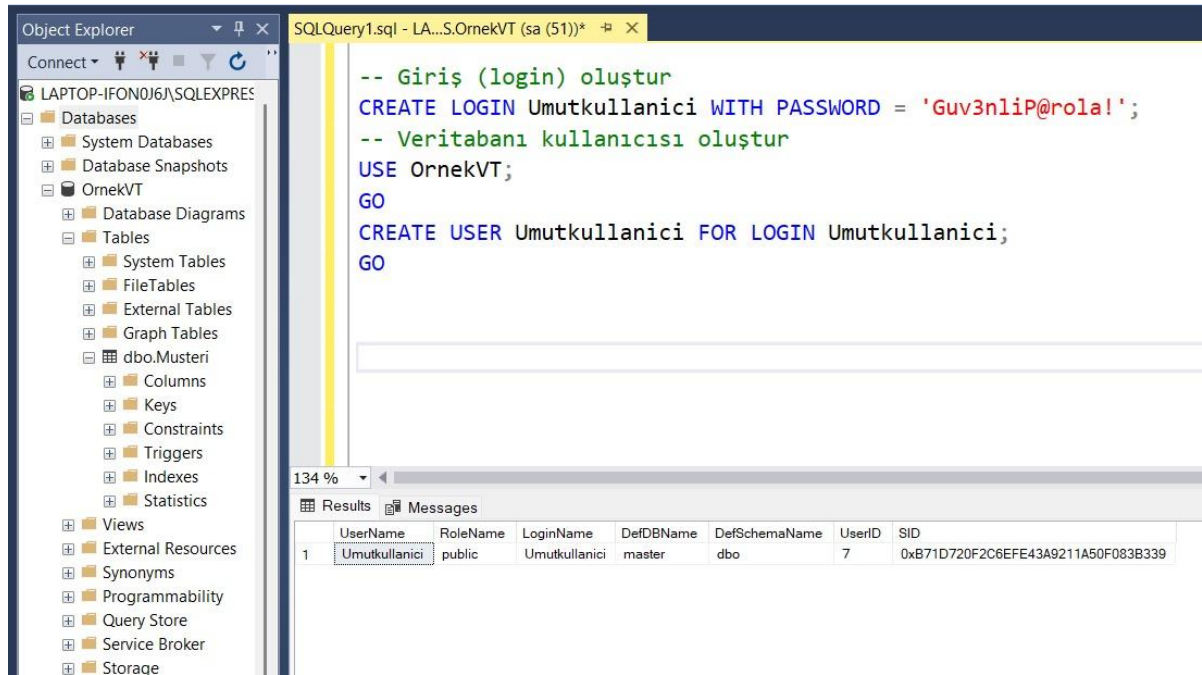 Object Explorer
Connect
LAPTOP-IFON0J6J\SQLEXPRES
Databases
System Databases
Database Snapshots
OrnekVT
Database Diagrams
Tables
System Tables
FileTables
External Tables
Graph Tables
dbo.Musteri
Columns
Keys
Constraints
Triggers
Indexes
Statistics
Views
External Resources
Synonyms
Programmability
Query Store
Service Broker
Storage
SQLQuery1.sql - LA...S.OrnekVT (sa (51))*
-- Giriş (login) oluştur
CREATE LOGIN Umutkullanici WITH PASSWORD = 'Guv3nliP@rola!';
-- Veritabanı kullanıcısı oluştur
USE OrnekVT;
GO
CREATE USER Umutkullanici FOR LOGIN Umutkullanici;
GO
134 %
Results Messages
UserName RoleName LoginName DefDBName DefSchemaName UserID SID
1 Umutkullanici public Umutkullanici master dbo 7 0xB71D720F2C6EFE43A9211A50F083B339